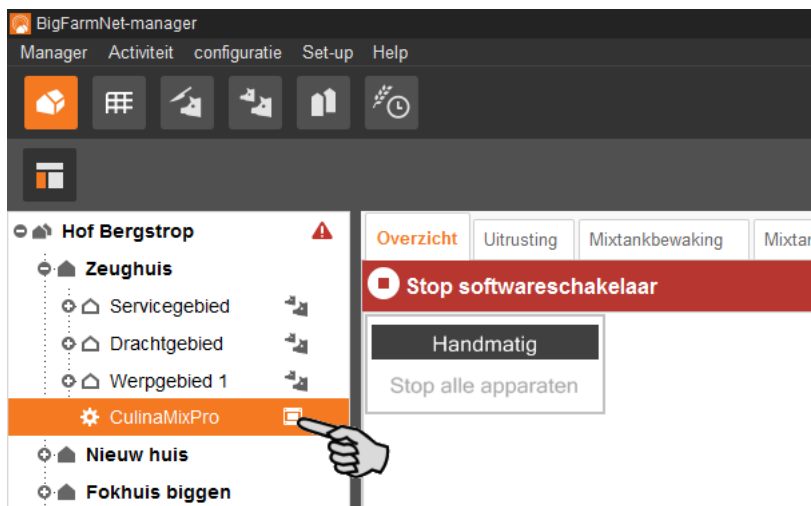 BigFarmNet-manager
Manager Activiteit configuratie Set-up Help
Hof Bergstrop
Zeughuis
Servicegebied
Drachtgebied
Werpgebied 1
CulinaMixPro
Nieuw huis
Fokhuis biggen
Overzicht Uitrusting Mixtankbewaking Mixtan
Stop softwareschakelaar
Handmatig
Stop alle apparaten